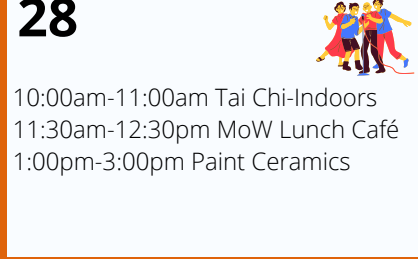 28
10:00am-11:00am Tai Chi-Indoors
11:30am-12:30pm MoW Lunch Café
1:00pm-3:00pm Paint Ceramics